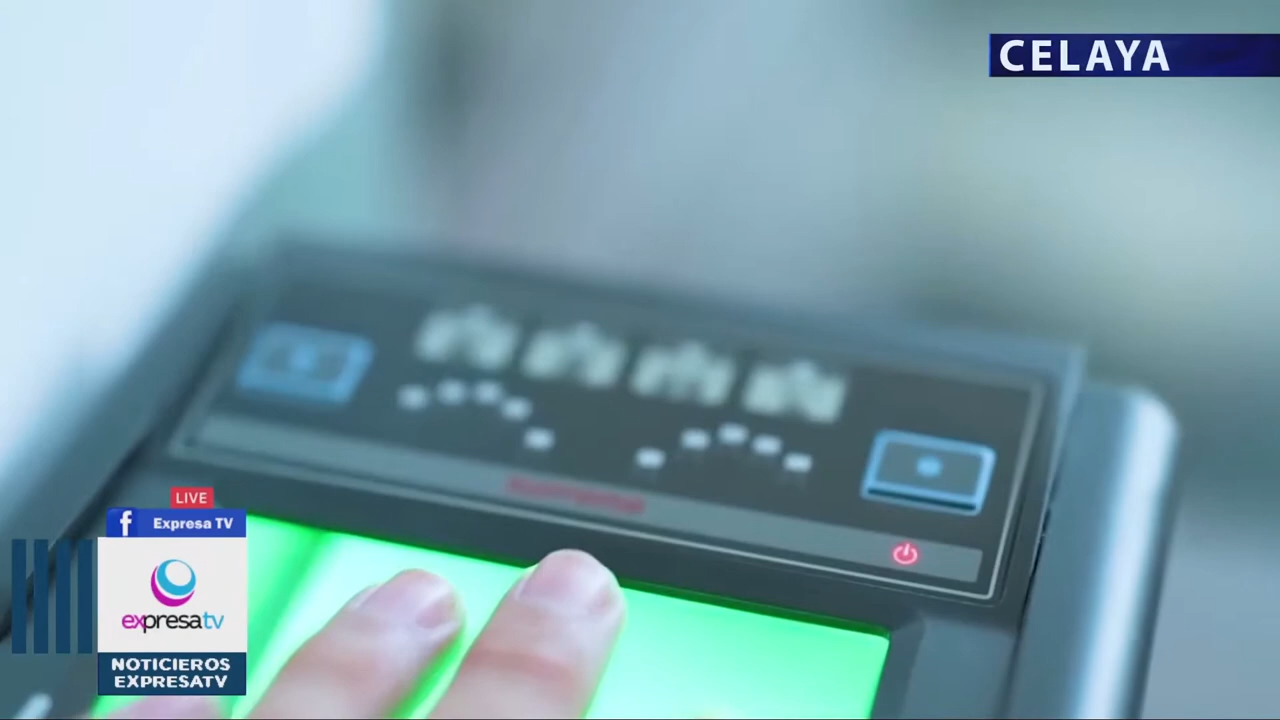 CELAYA
LIVE
f Expresa TV
expresatv
NOTICIEROS
EXPRESATV